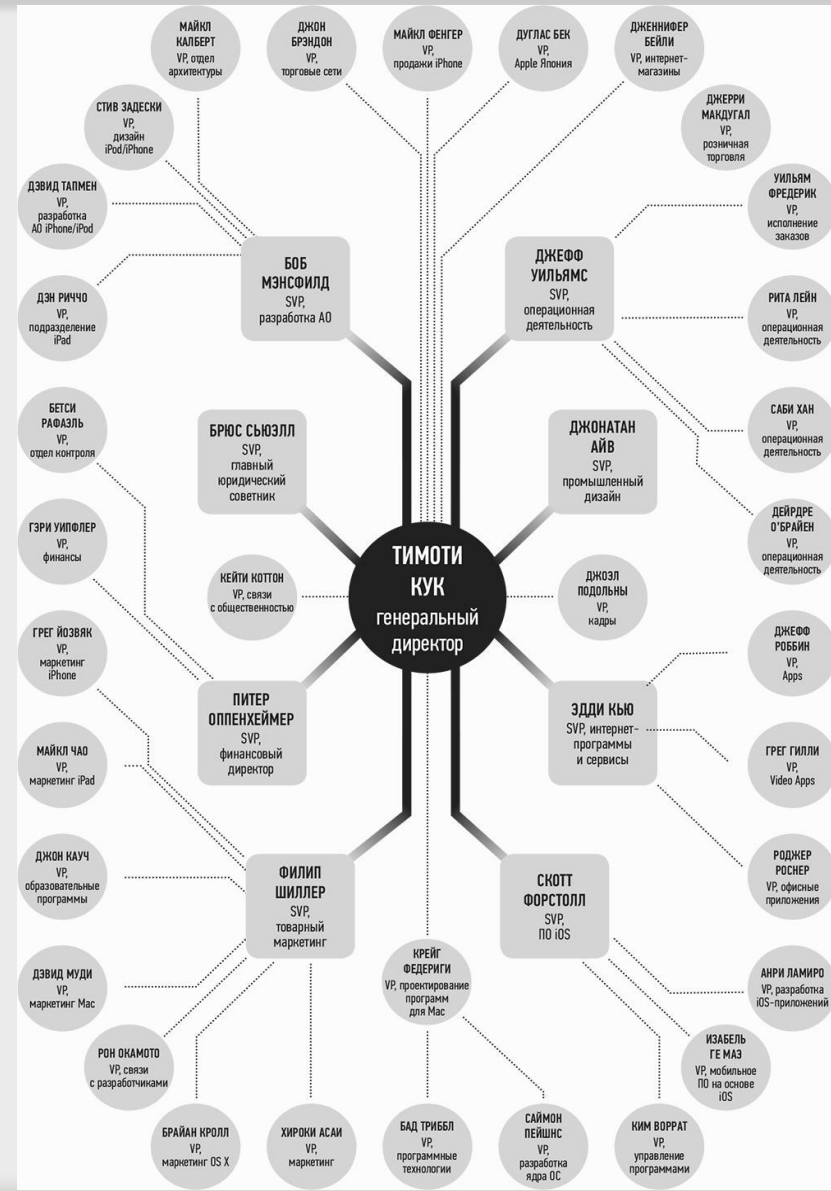 МАЙКЛ
КАЛБЕРТ
VP, отдел
архитектуры
ДЖОН
БРЭНДОН
VP,
торговые сети
МАЙКЛ ФЕНГЕР
VP,
продажи iPhone
ДУГЛАС БЕК
VP,
Apple Япония
ДЖЕННИФЕР
БЕЙЛИ
VP, интернет-
магазины
СТИВ ЗАДЕСКИ
VP,
дизайн
iPod/iPhone
ДЖЕРРИ
МАКДУГАЛ
VP,
розничная
торговля
ДЭВИД ТАПМЕН
VP,
разработка
АО iPhone/iPod
УИЛЬЯМ
ФРЕДЕРИК
VP,
исполнение
заказов
БОБ
МЭНСФИЛД
SVP,
разработка АО
ДЖЕФФ
УИЛЬЯМС
SVP,
операционная
деятельность
ДЭН РИЧЧО
VP,
подразделение
iPad
РИТА ЛЕЙН
VP,
операционная
деятельность
БЕТСИ
РАФАЭЛЬ
VP,
отдел контроля
БРЮС СЬЮЭЛЛ
SVP,
главный
юридический
советник
ДЖОНАТАН
АЙВ
SVP,
промышленный
дизайн
САБИ ХАН
VP,
операционная
деятельность
ГЭРИ УИПФЛЕР
VP,
финансы
ДЕЙРДРЕ
О'БРАЙЕН
VP,
операционная
деятельность
ТИМОТИ
КУК
генеральный
директор
КЕЙТИ КОТТОН
VP, связи
с общественностью
ДЖОЭЛ
ПОДОЛЬНЫ
VP,
кадры
ГРЕГ ЙОЗВЯК
VP,
маркетинг
iPhone
ДЖЕФФ
РОББИН
VP,
Apps
ПИТЕР
ОППЕНХЕЙМЕР
SVP,
финансовый
директор
ЭДДИ КЬЮ
SVP, интернет-
программы
и сервисы
МАЙКЛ ЧАО
VP,
маркетинг iPad
ГРЕГ ГИЛЛИ
VP,
Video Apps
ДЖОН КАУЧ
VP,
образовательные
программы
ФИЛИП
ШИЛЛЕР
SVP,
товарный
маркетинг
СКОТТ
ФОРСТОЛЛ
SVP,
ПО iOS
РОДЖЕР
РОСНЕР
VP, офисные
приложения
ДЭВИД МУДИ
VP,
маркетинг Mac
КРЕЙГ
ФЕДЕРИГИ
VP, проектирование
программ
для Mac
АНРИ ЛАМИРО
VP, разработка
iOS-приложений
РОН ОКАМОТО
VP, связи
с разработчиками
ИЗАБЕЛЬ
ГЕ МАЭ
VP, мобильное
ПО на основе
iOS
БРАЙАН КРОЛЛ
VP,
маркетинг OS X
ХИРОКИ АСАИ
VP,
маркетинг
БАД ТРИББЛ
VP,
программные
технологии
САЙМОН
ПЕЙШНС
VP,
разработка
ядра ОС
КИМ ВОРРАТ
VP,
управление
программами